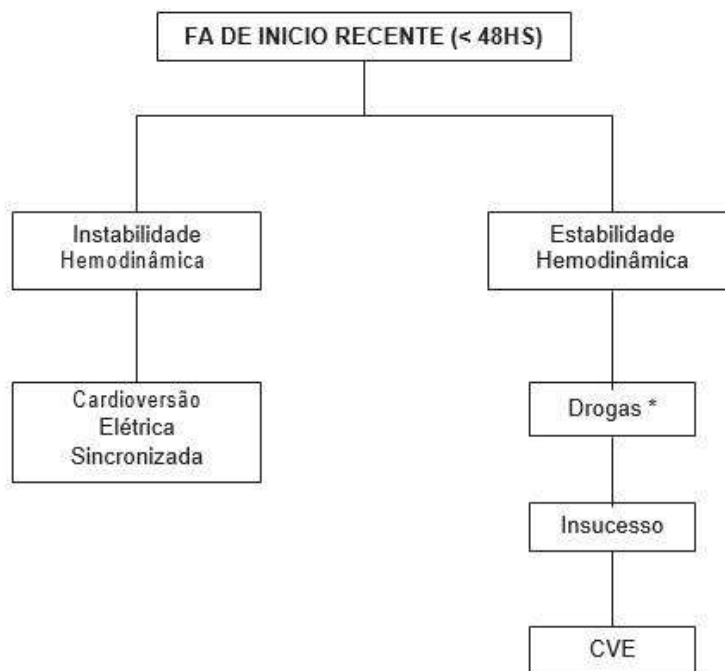 FA DE INICIO RECENTE (< 48HS)
Instabilidade
Hemodinâmica
Estabilidade
Hemodinâmica
Cardioversão
Elétrica
Sincronizada
Drogas *
Insucesso
CVE